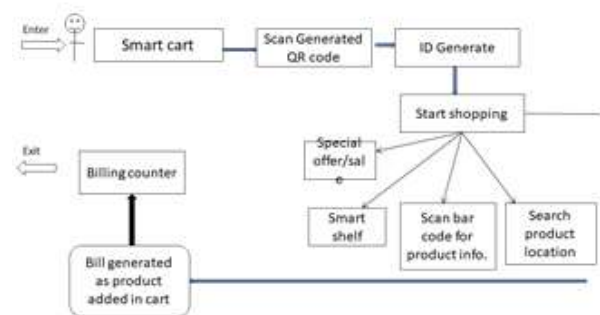 Enter
Smart cart
Scan Generated
QR code
ID Generate
Start shopping
Special
offer/sal
e
Exit
Billing counter
Smart
shelf
Scan bar
code for
product info.
Search
product
location
Bill generated
as product
added in cart